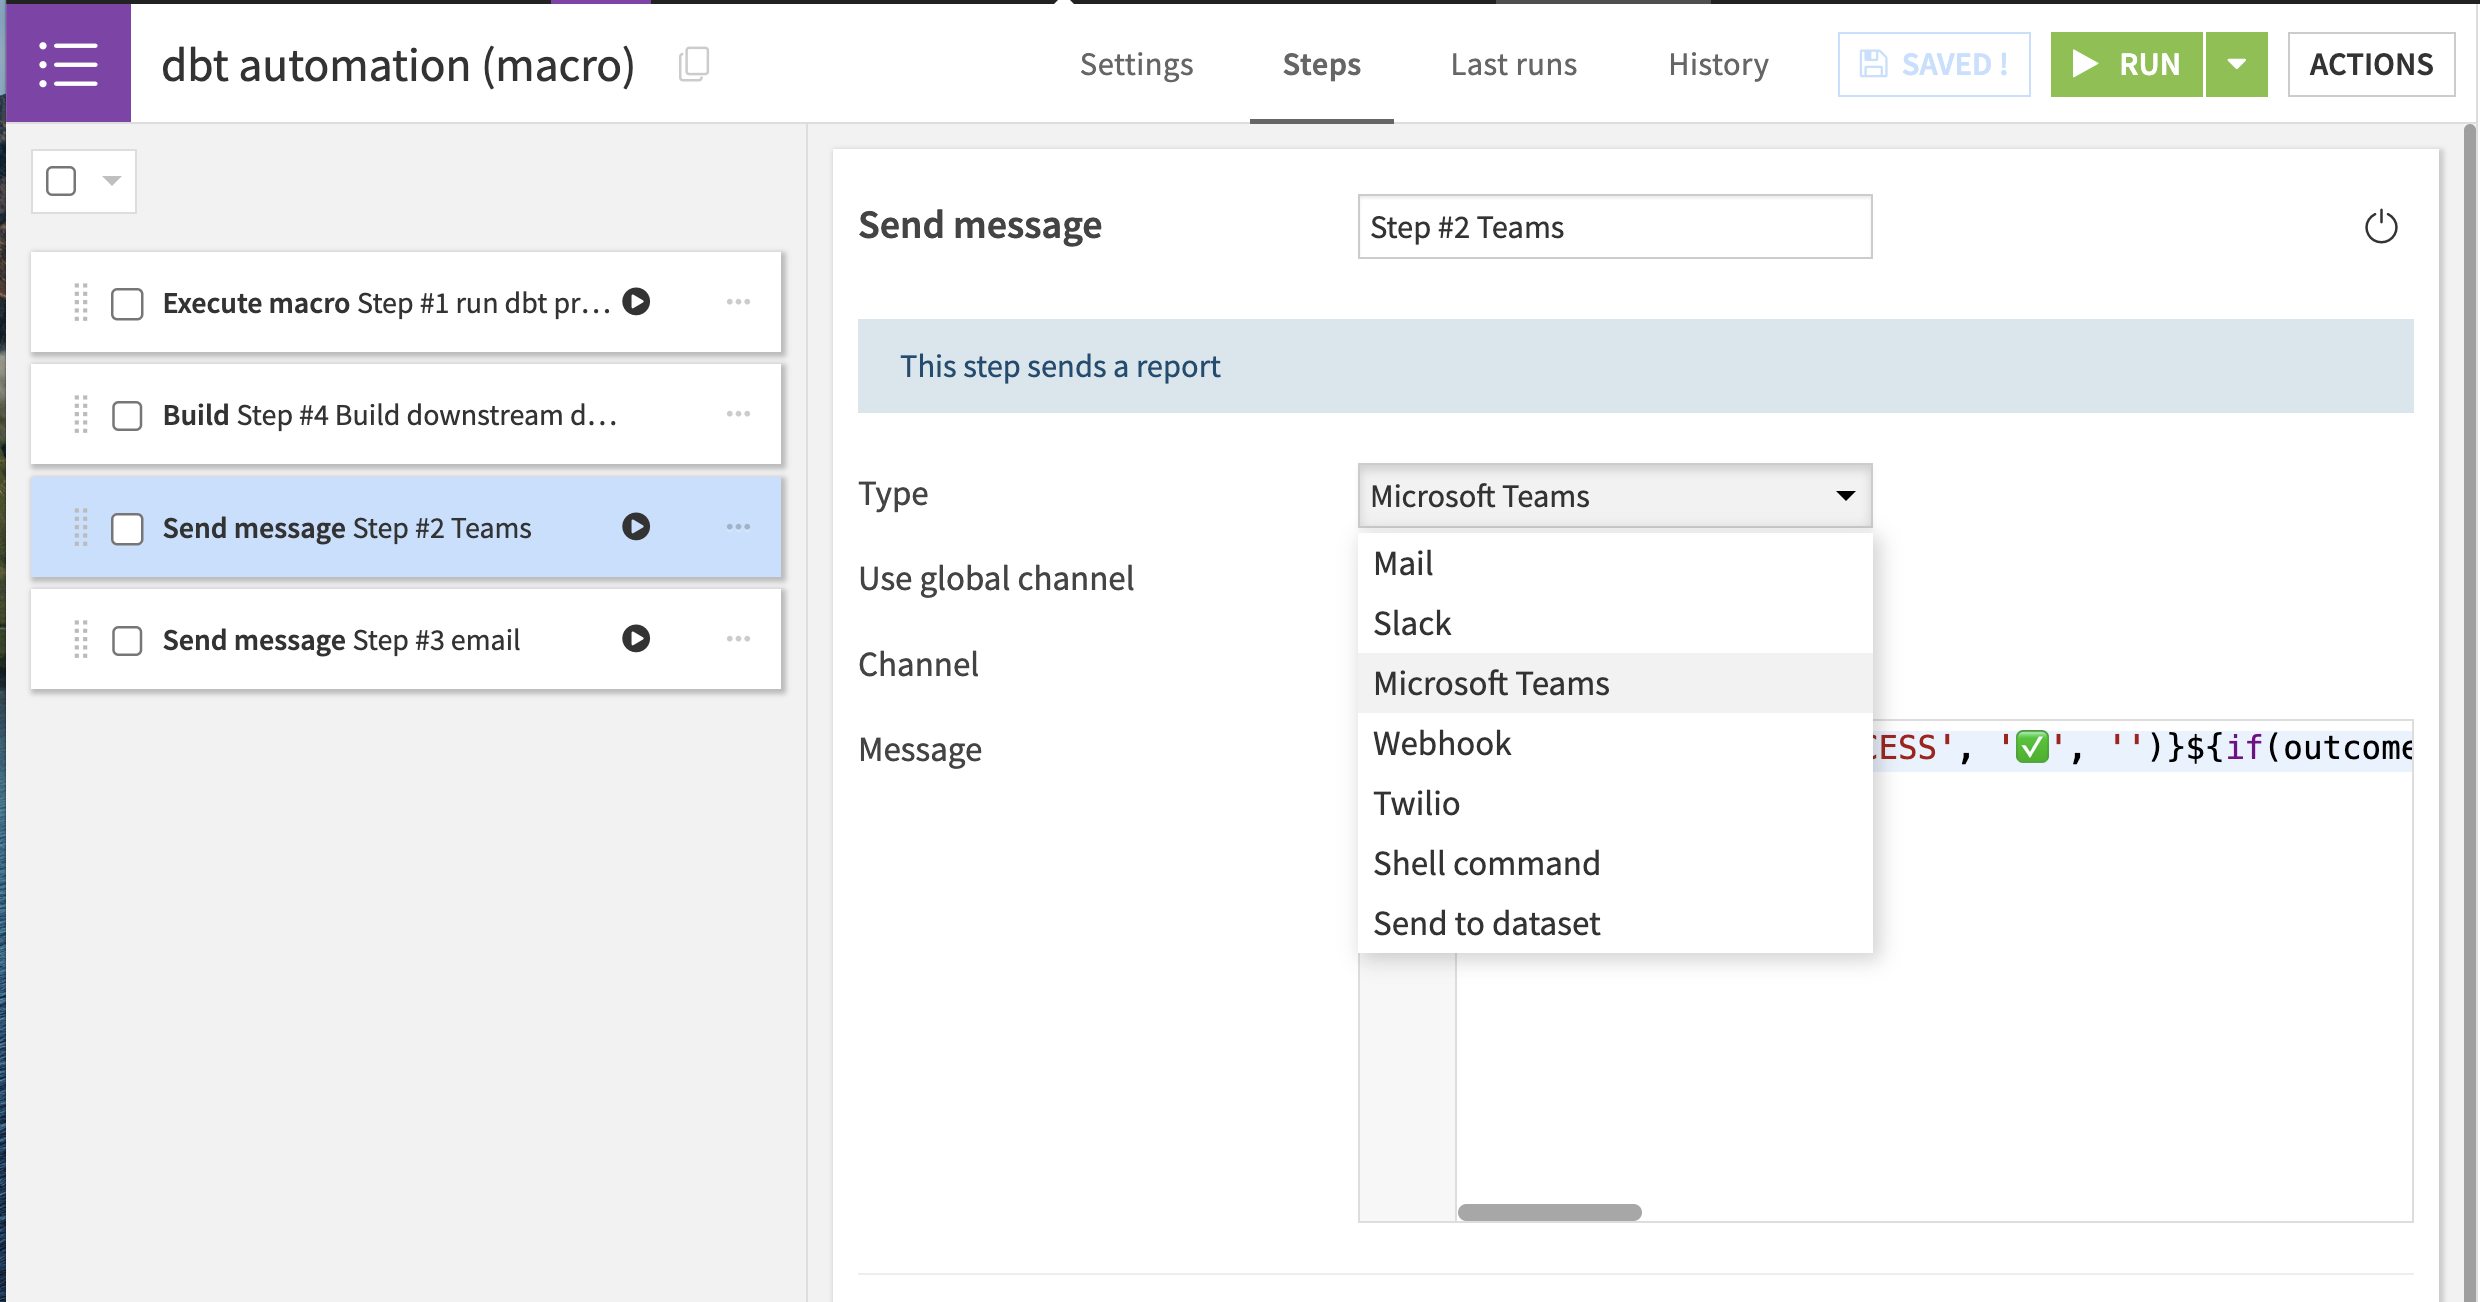 dbt automation (macro)
Settings
Steps
Last runs
History
SAVED !
RUN
ACTIONS
Execute macro Step #1 run dbt pr...
Build Step #4 Build downstream d...
Send message Step #2 Teams
Send message Step #3 email
Send message
Step #2 Teams
This step sends a report
Type
Microsoft Teams
Mail
Slack
Microsoft Teams
Webhook
Twilio
Shell command
Send to dataset
Use global channel
Channel
Message
CESS', '✅', '')}${if(outcome